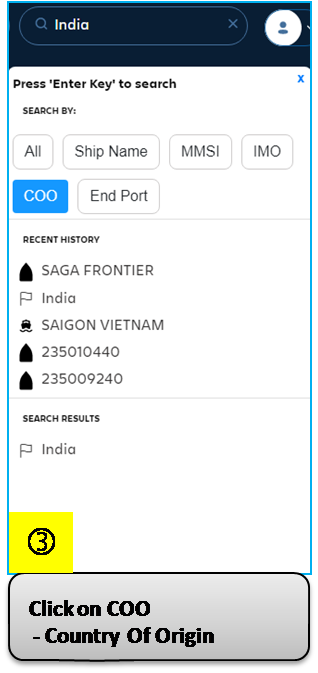 India
Press 'Enter Key' to search
x
SEARCH BY:
All Ship Name MMSI IMO
COO End Port
RECENT HISTORY
SAGA FRONTIER
India
SAIGON VIETNAM
235010440
235009240
SEARCH RESULTS
India
③
Click on COO
- Country Of Origin